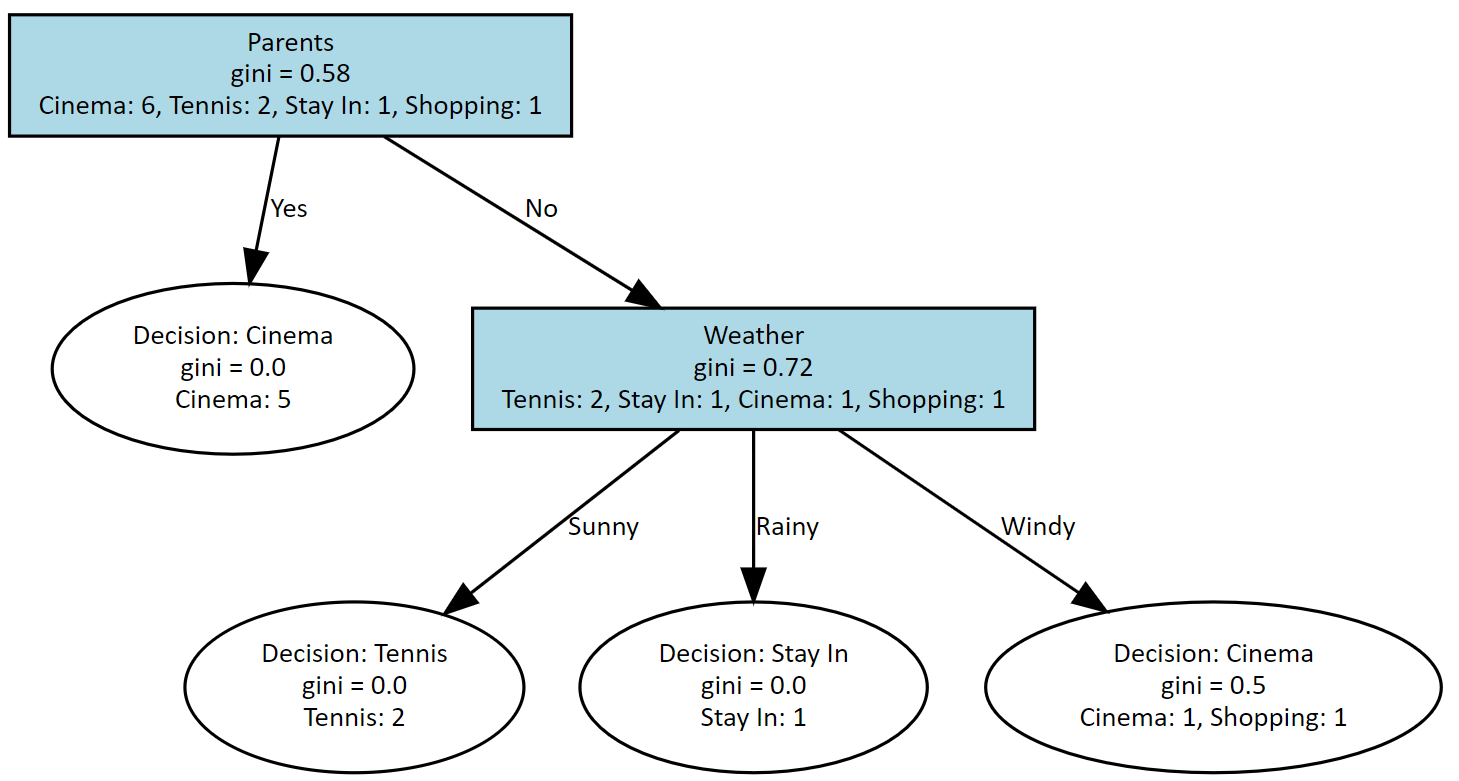 Parents
gini = 0.58
Cinema: 6, Tennis: 2, Stay In: 1, Shopping: 1
Yes
No
Decision: Cinema
gini = 0.0
Cinema: 5
Weather
gini = 0.72
Tennis: 2, Stay In: 1, Cinema: 1, Shopping: 1
Sunny
Rainy
Windy
Decision: Tennis
gini = 0.0
Tennis: 2
Decision: Stay In
gini = 0.0
Stay In: 1
Decision: Cinema
gini = 0.5
Cinema: 1, Shopping: 1